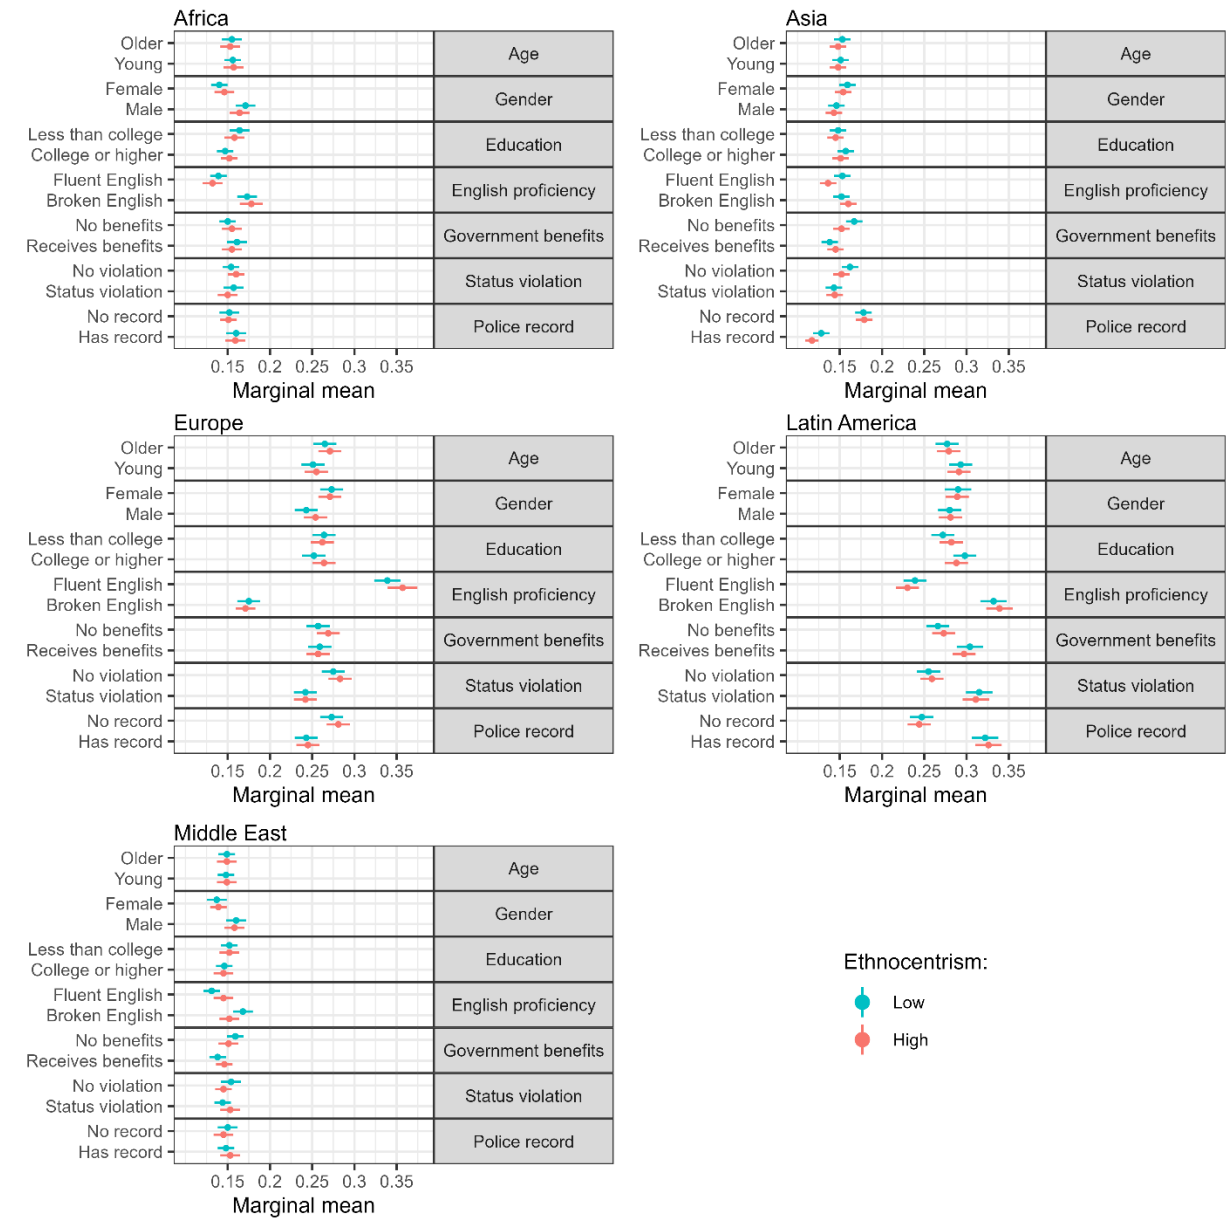 Africa
Older
Young
Age
Female
Male
Gender
Less than college
College or higher
Education
Fluent English
Broken English
English proficiency
No benefits
Receives benefits
Government benefits
No violation
Status violation
Status violation
No record
Has record
Police record
0.15 0.2 0.25 0.3 0.35
Marginal mean
Asia
Older
Young
Age
Female
Male
Gender
Less than college
College or higher
Education
Fluent English
Broken English
English proficiency
No benefits
Receives benefits
Government benefits
No violation
Status violation
Status violation
No record
Has record
Police record
0.15 0.2 0.25 0.3 0.35
Marginal mean
Europe
Older
Young
Age
Female
Male
Gender
Less than college
College or higher
Education
Fluent English
Broken English
English proficiency
No benefits
Receives benefits
Government benefits
No violation
Status violation
Status violation
No record
Has record
Police record
0.15 0.2 0.25 0.3 0.35
Marginal mean
Latin America
Older
Young
Age
Female
Male
Gender
Less than college
College or higher
Education
Fluent English
Broken English
English proficiency
No benefits
Receives benefits
Government benefits
No violation
Status violation
Status violation
No record
Has record
Police record
0.15 0.2 0.25 0.3 0.35
Marginal mean
Middle East
Older
Young
Age
Female
Male
Gender
Less than college
College or higher
Education
Fluent English
Broken English
English proficiency
No benefits
Receives benefits
Government benefits
No violation
Status violation
Status violation
No record
Has record
Police record
0.15 0.2 0.25 0.3 0.35
Marginal mean
Ethnocentrism:
Low
High